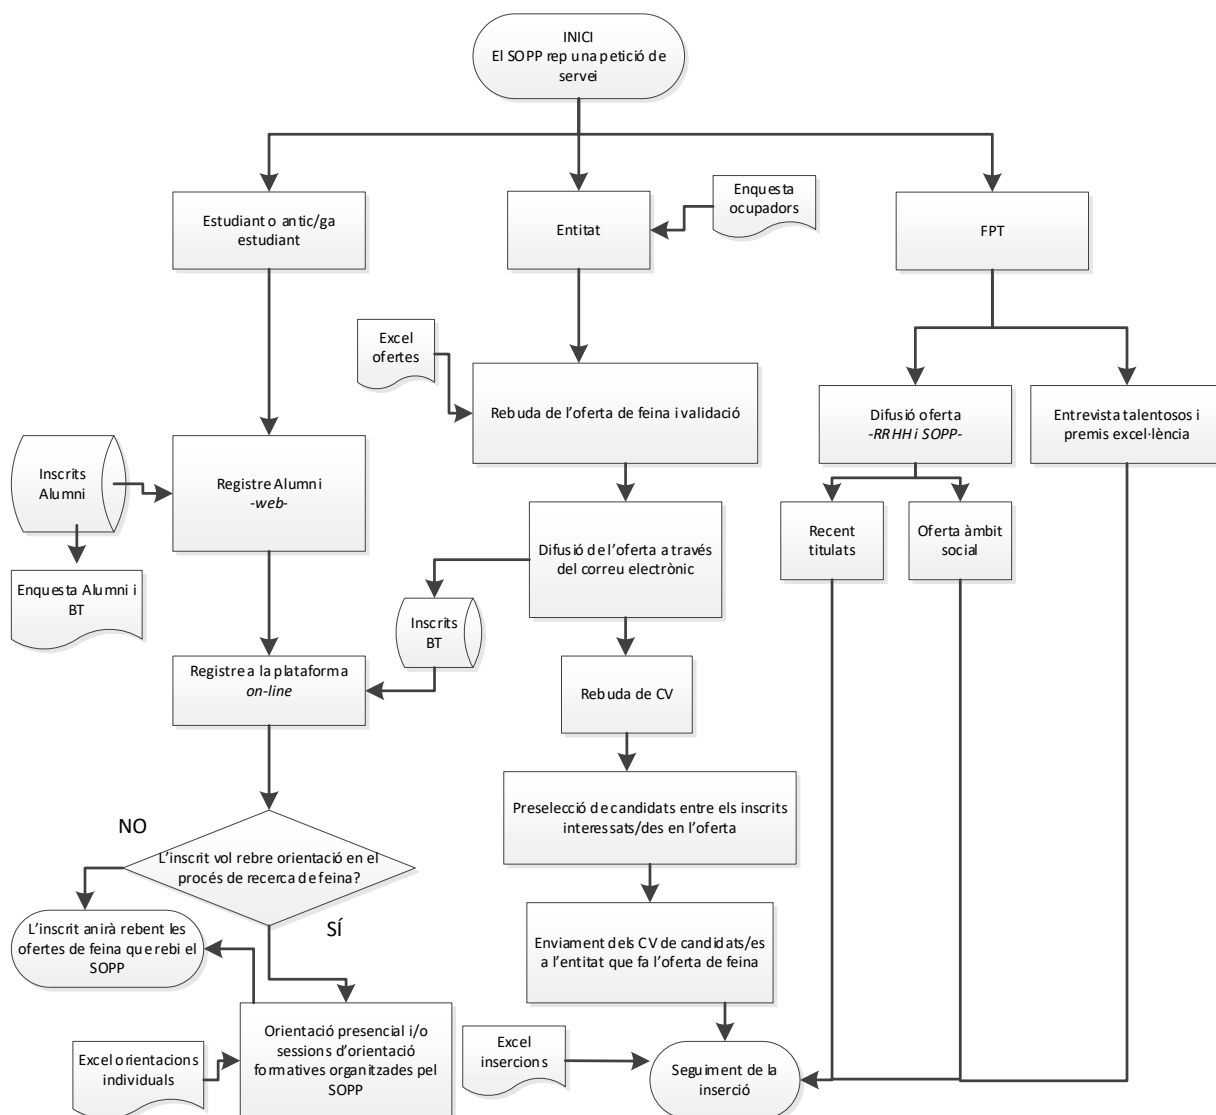 INICI
El SOPP rep una petició de
servei
Estudiant o antic/ga
estudiant
Entitat
Enquesta
ocupadors
FPT
Excel
ofertes
Rebuda de l'oferta de feina i validació
Difusió oferta
-RRHH i SOPP-
Entrevista talentosos i
premis excel·lència
Inscrits
Alumni
Registre Alumni
-web-
Recent
titulats
Oferta àmbit
social
Difusió de l'oferta a través
del correu electrònic
Enquesta Alumni i
BT
Inscrits
BT
Registre a la plataforma
on-line
Rebuda de CV
Preselecció de candidats entre els inscrits
interessats/des en l'oferta
NO
L'inscrit vol rebre orientació en el
procés de recerca de feina?
SÍ
L'inscrit anirà rebent les
ofertes de feina que rebi el
SOPP
Enviament dels CV de candidats/es
a l'entitat que fa l'oferta de feina
Orientació presencial i/o
sessions d'orientació
formatives organitzades pel
SOPP
Excel orientacions
individuals
Excel
insercions
Seguiment de la
inserció